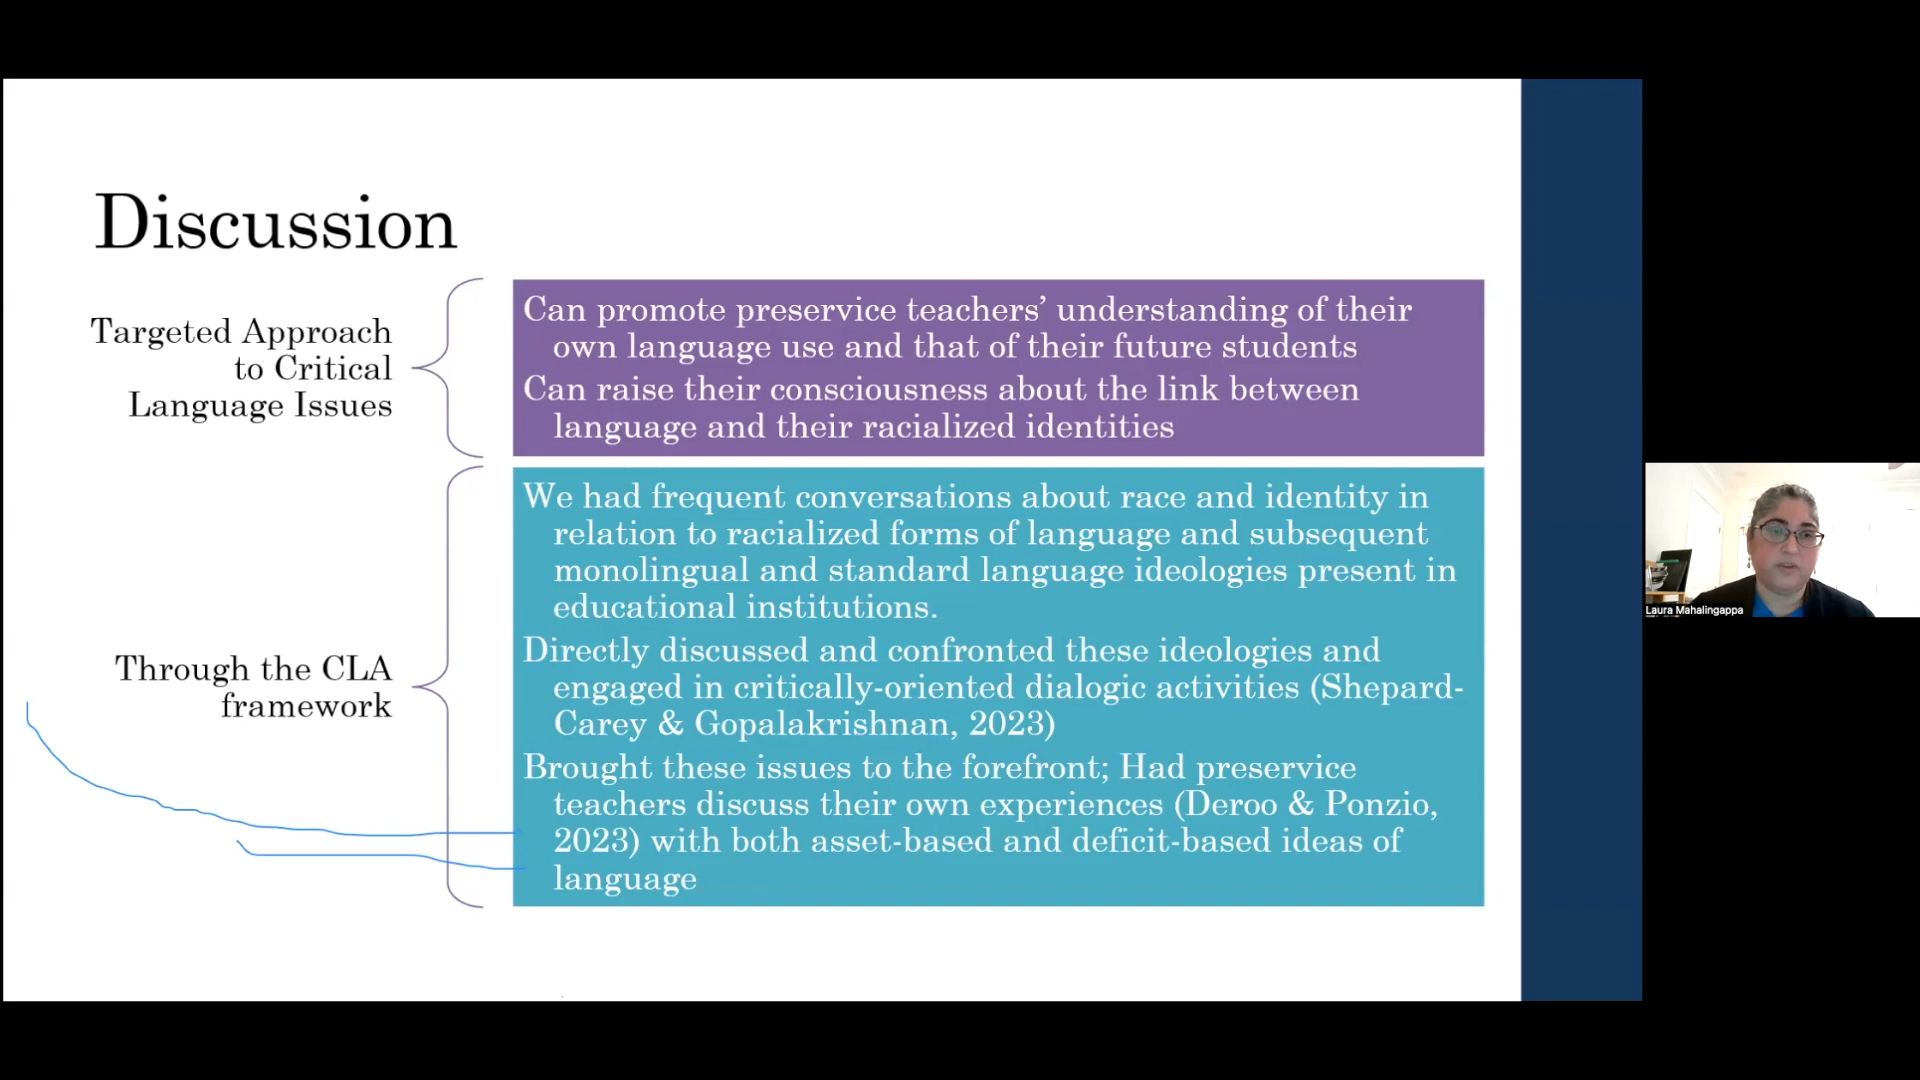 Discussion
Targeted Approach
to Critical
Language Issues
Can promote preservice teachers’ understanding of their
own language use and that of their future students
Can raise their consciousness about the link between
language and their racialized identities
Through the CLA
framework
We had frequent conversations about race and identity in
relation to racialized forms of language and subsequent
monolingual and standard language ideologies present in
educational institutions.
Directly discussed and confronted these ideologies and
engaged in critically-oriented dialogic activities (Shepard-
Carey & Gopalakrishnan, 2023)
Brought these issues to the forefront; Had preservice
teachers discuss their own experiences (Deroo & Ponzio,
2023) with both asset-based and deficit-based ideas of
language
Laura Mahalingappa